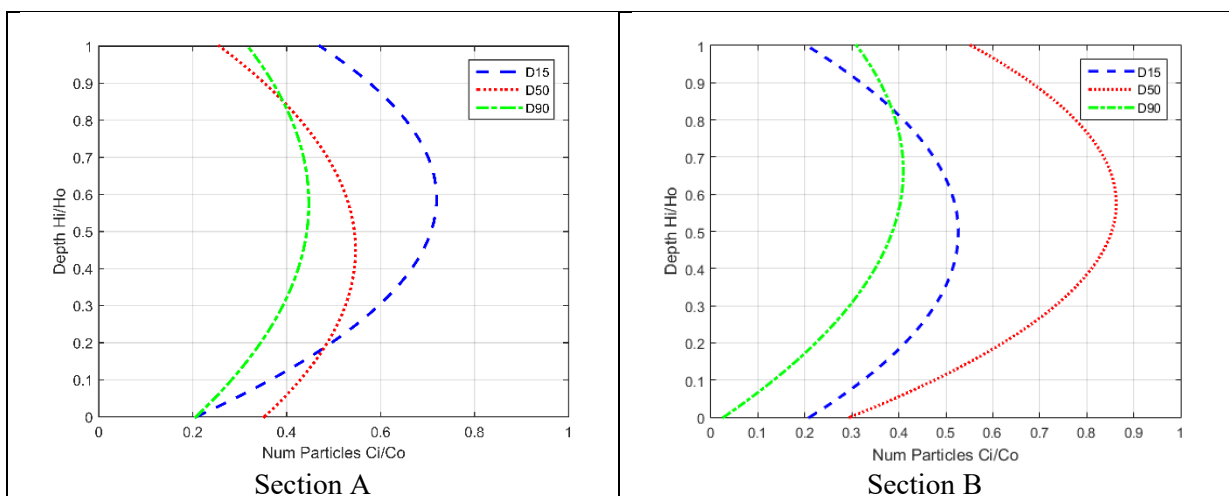 1
0.9
0.8
0.7
0.6
0.5
0.4
0.3
0.2
0.1
0
Depth Hi/Ho
D15
D50
D90
0 0.2 0.4 0.6 0.8 1
Num Particles Ci/Co
Section A
1
0.9
0.8
0.7
0.6
0.5
0.4
0.3
0.2
0.1
0
Depth Hi/Ho
D15
D50
D90
0 0.1 0.2 0.3 0.4 0.5 0.6 0.7 0.8 0.9 1
Num Particles Ci/Co
Section B